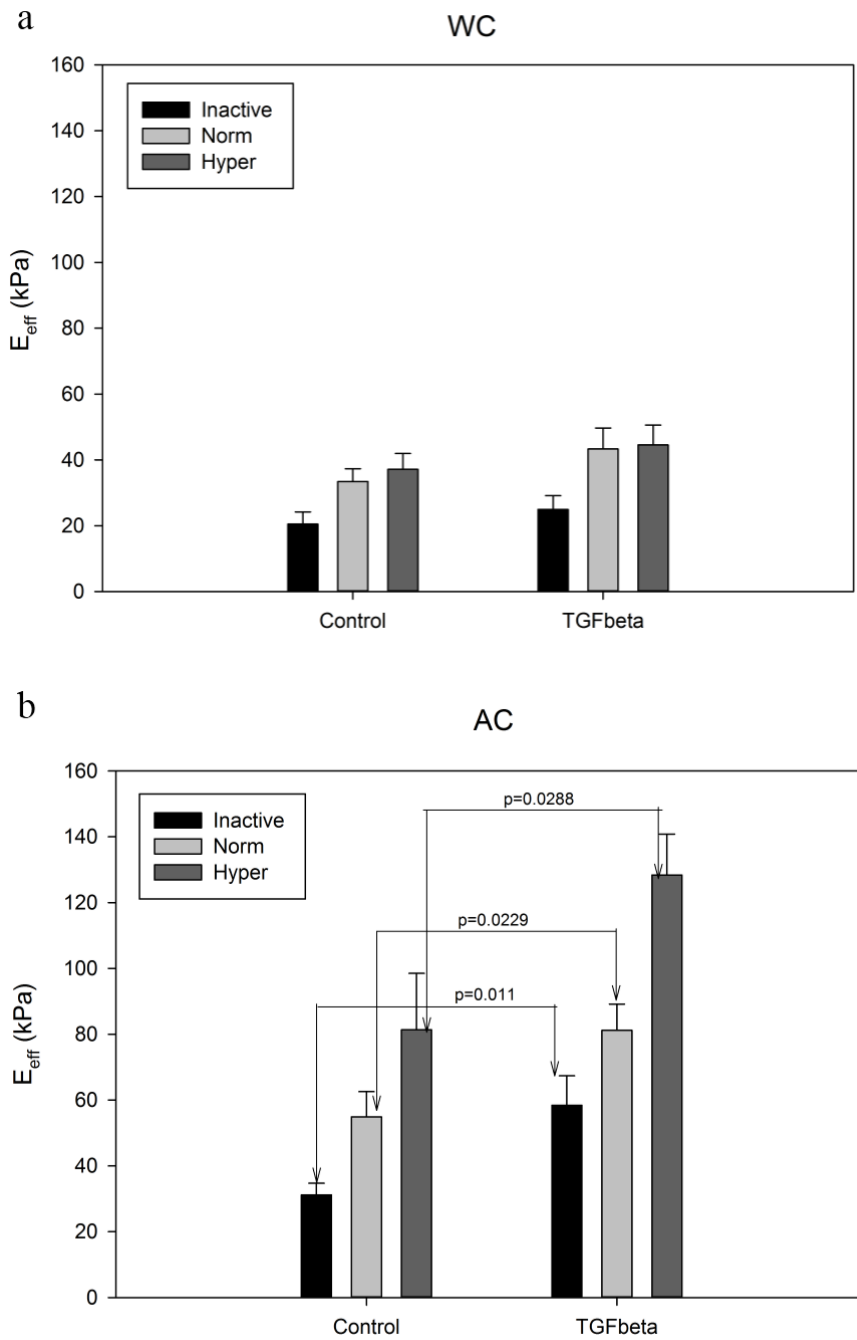 a
WC
160
140
120
100
80
60
40
20
0
E_eff (kPa)
Inactive
Norm
Hyper
Control
TGFbeta
b
AC
160
140
120
100
80
60
40
20
0
E_eff (kPa)
Inactive
Norm
Hyper
p=0.0288
p=0.0229
p=0.011
Control
TGFbeta